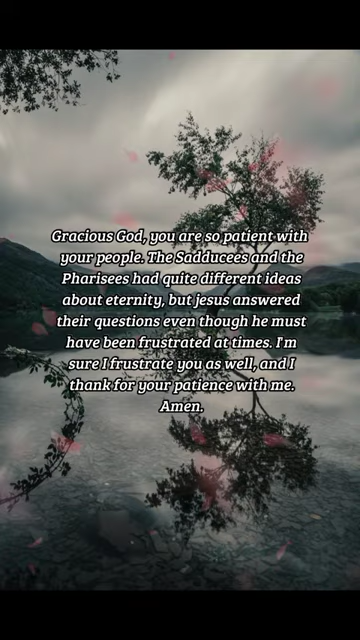 Gracious God, you are so patient with
your people. The Sadducees and the
Pharisees had quite different ideas
about eternity, but jesus answered
their questions even though he must
have been frustrated at times. I'm
sure I frustrate you as well, and I
thank for your patience with me.
Amen.